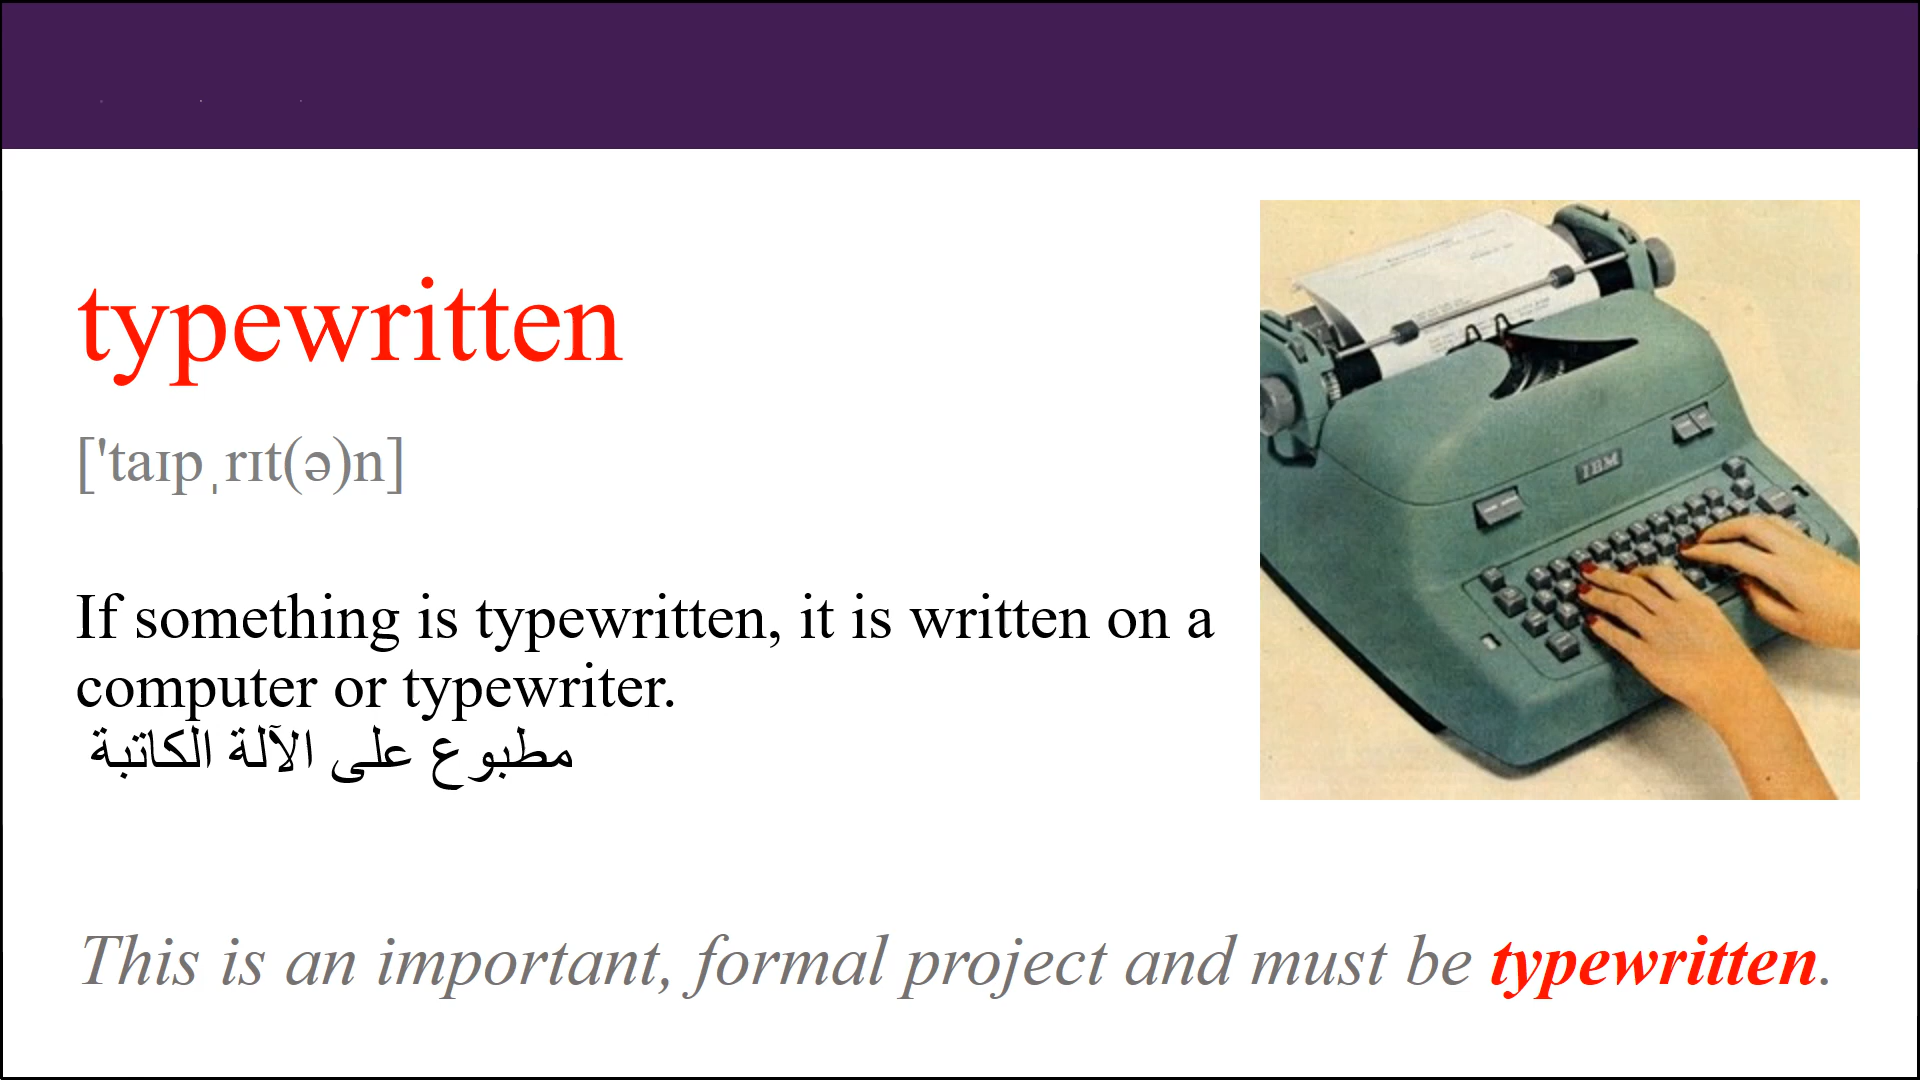 typewritten
['taɪpˌrɪt(ə)n]
If something is typewritten, it is written on a
computer or typewriter.
مطبوع على الآلة الكاتبة
IBM
This is an important, formal project and must be typewritten.